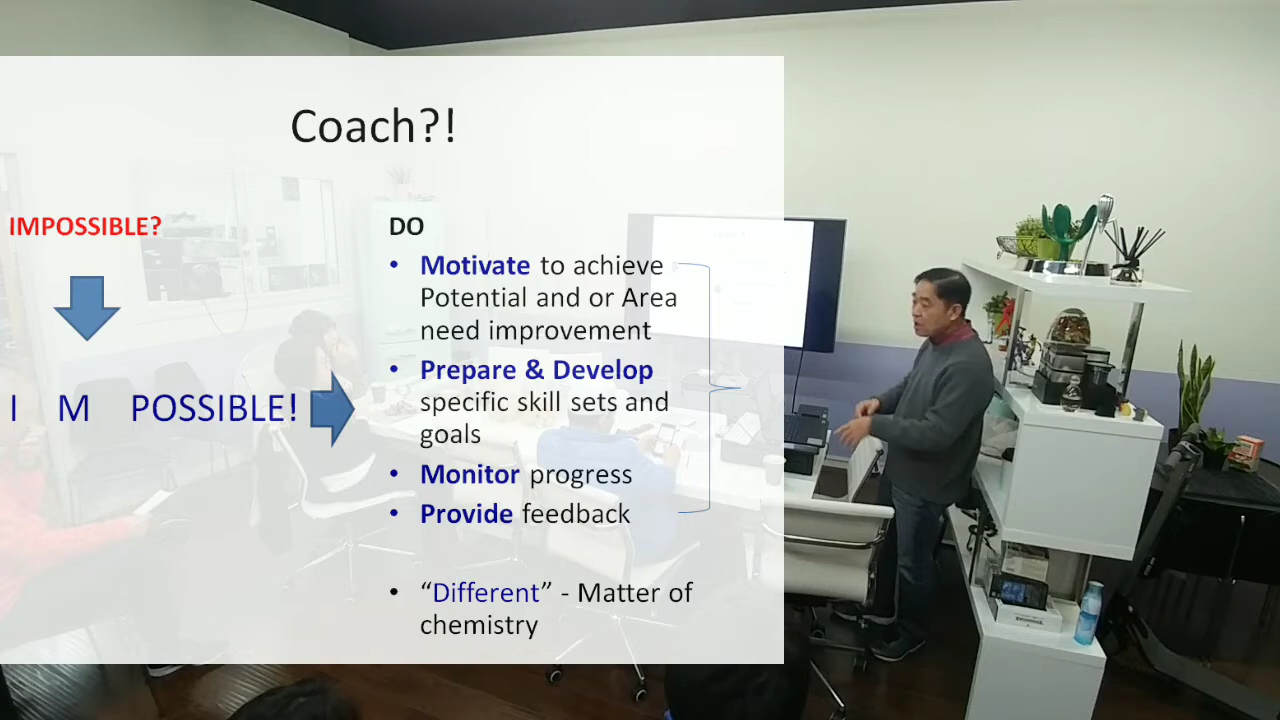 Coach?!
IMPOSSIBLE?
I M POSSIBLE!
DO
• Motivate to achieve
Potential and or Area
need improvement
• Prepare & Develop
specific skill sets and
goals
• Monitor progress
• Provide feedback
• “Different” - Matter of
chemistry